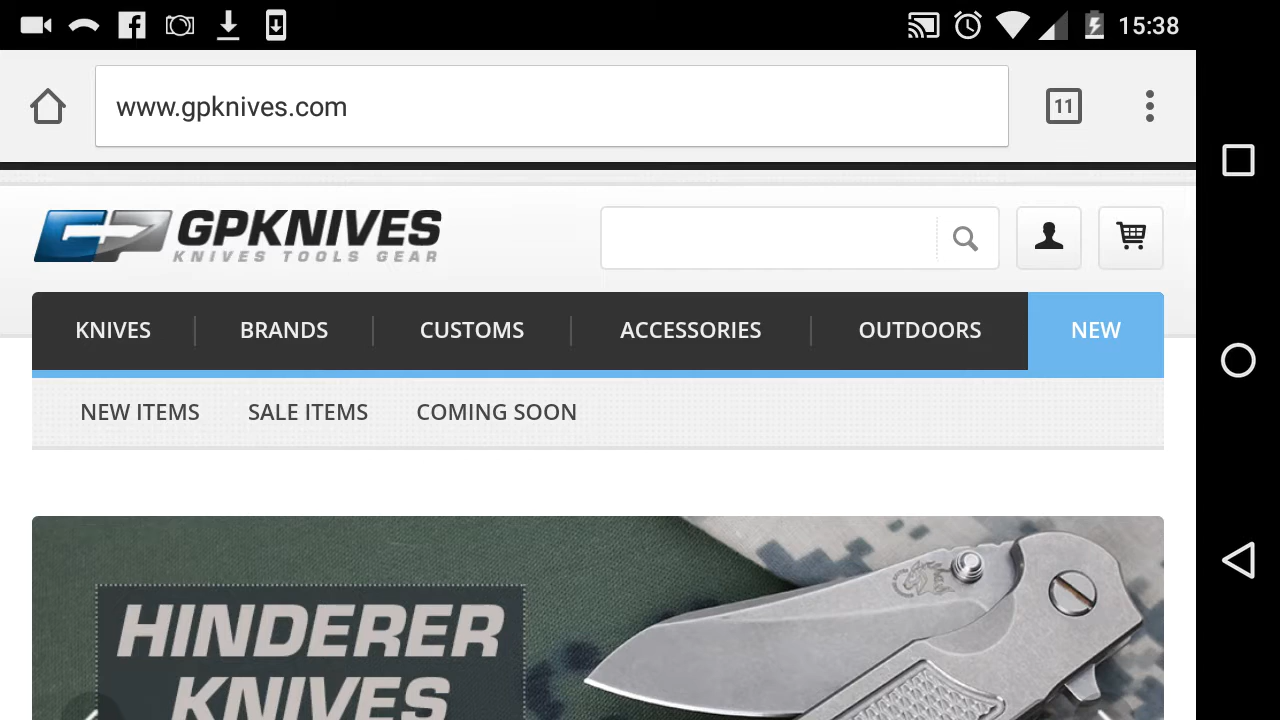 15:38
www.gpknives.com
11
GP GPKNIVES
KNIVES TOOLS GEAR
KNIVES
BRANDS
CUSTOMS
ACCESSORIES
OUTDOORS
NEW
NEW ITEMS
SALE ITEMS
COMING SOON
HINDERER
KNIVES